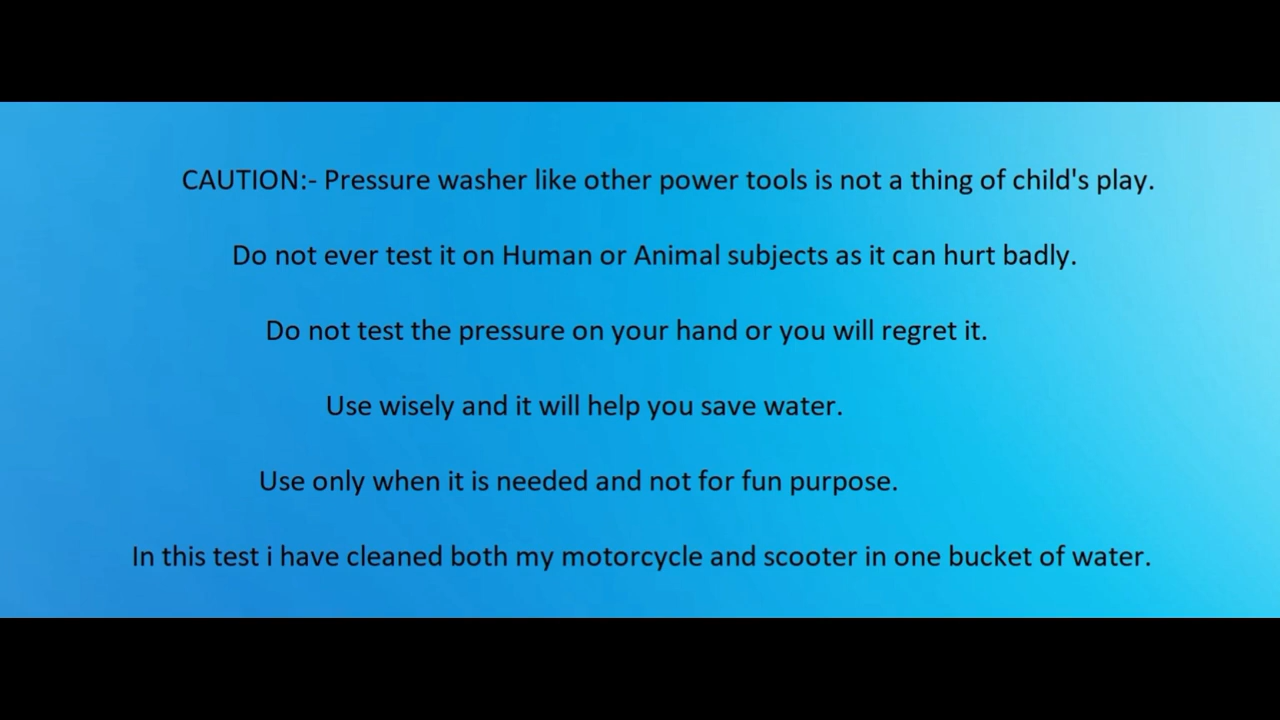 CAUTION:- Pressure washer like other power tools is not a thing of child's play.
Do not ever test it on Human or Animal subjects as it can hurt badly.
Do not test the pressure on your hand or you will regret it.
Use wisely and it will help you save water.
Use only when it is needed and not for fun purpose.
In this test i have cleaned both my motorcycle and scooter in one bucket of water.